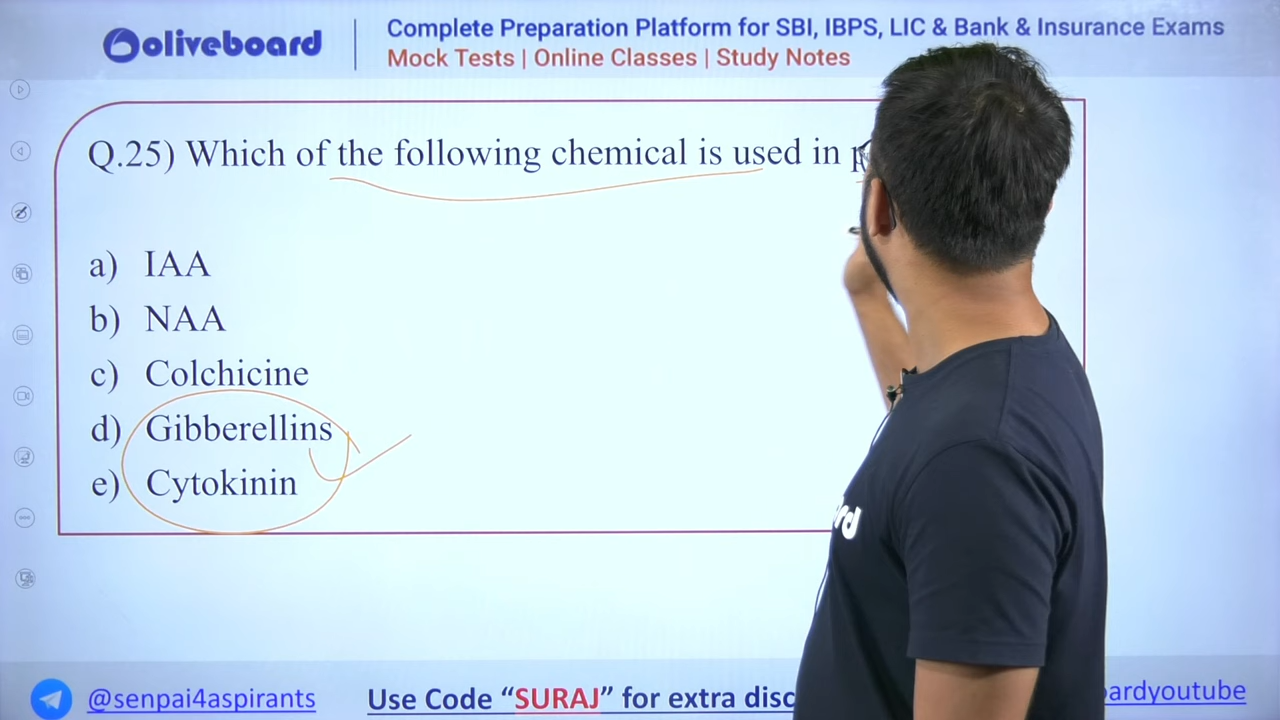 oliveboard
Complete Preparation Platform for SBI, IBPS, LIC & Bank & Insurance Exams
Mock Tests | Online Classes | Study Notes
Q.25) Which of the following chemical is used in
a) IAA
b) NAA
c) Colchicine
d) Gibberellins
e) Cytokinin
@senpai4aspirants
Use Code “SURAJ” for extra disc
ardyoutube